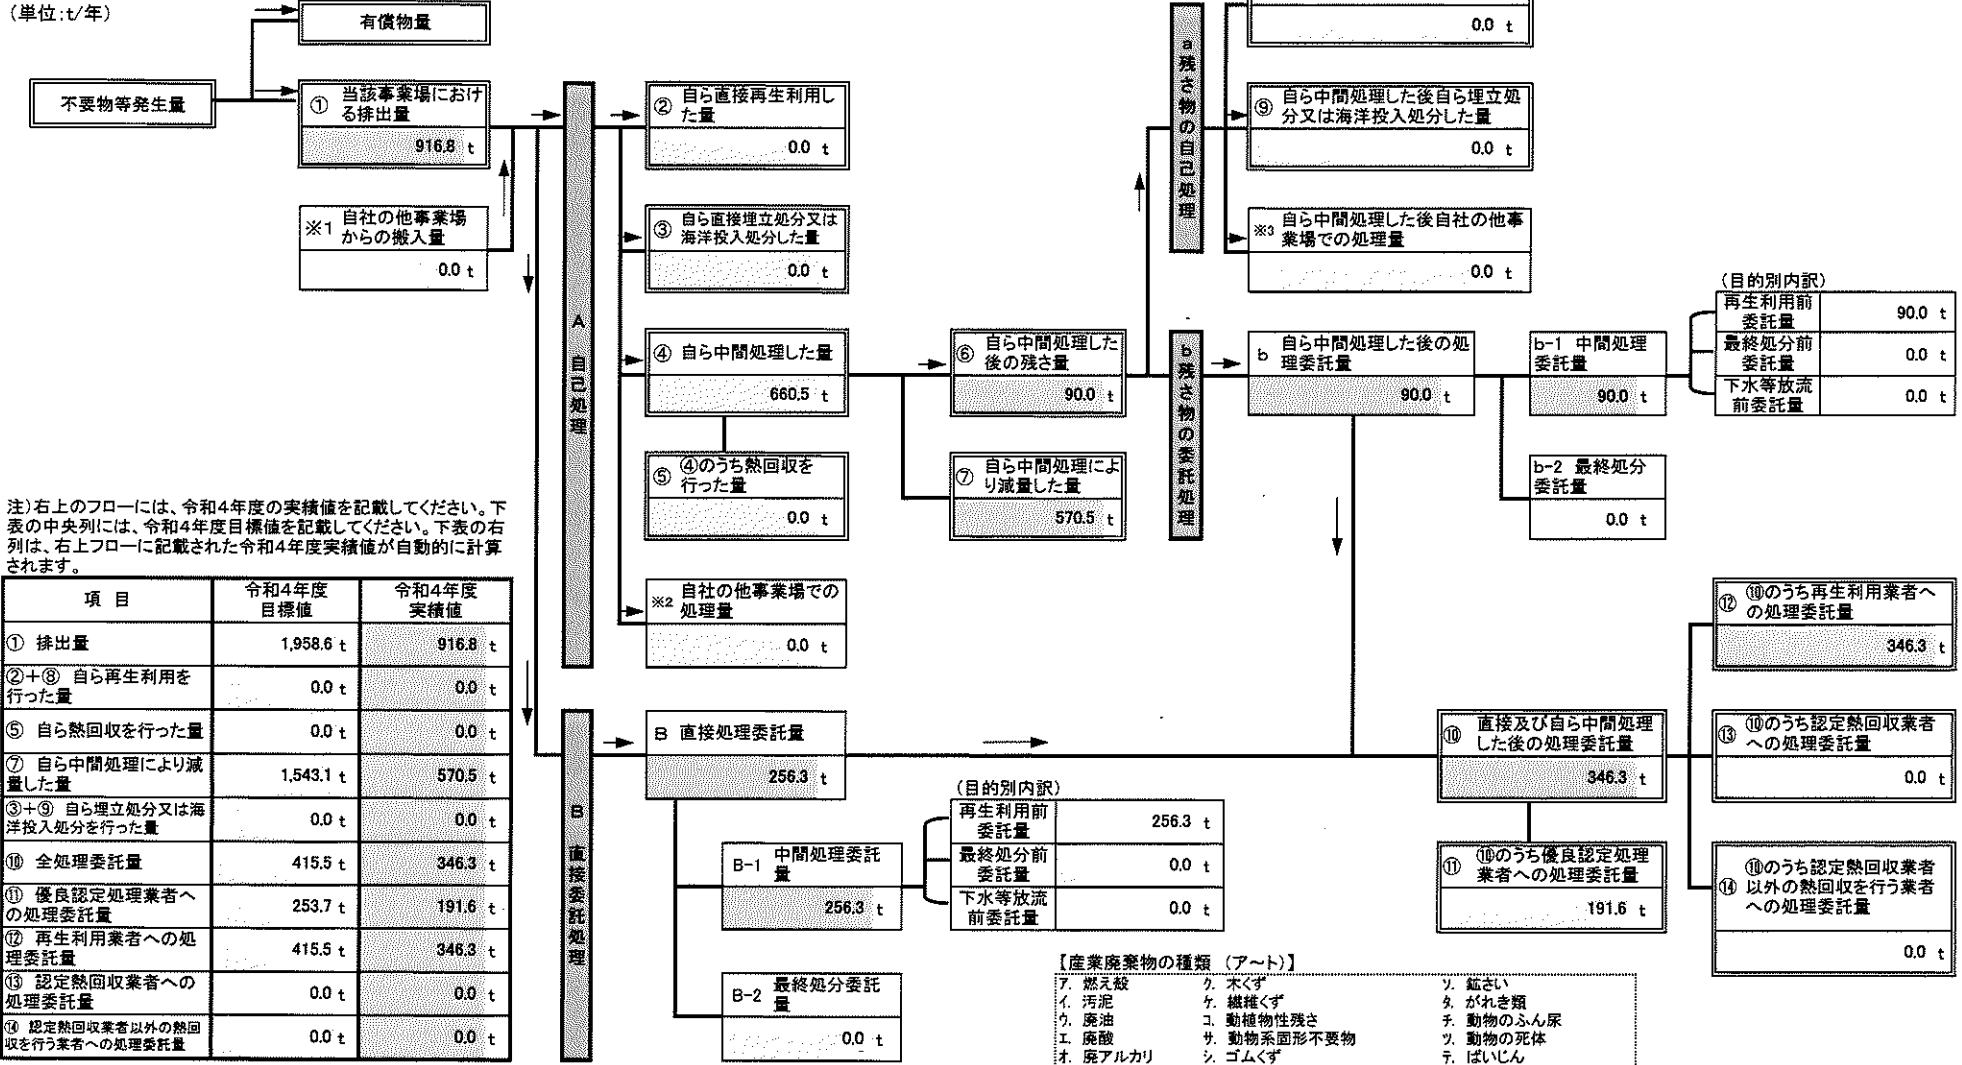 (単位:t/年)
有償物量
不要物等発生量
① 当該事業場におけ
る排出量
916.8 t
※1 自社の他事業場
からの搬入量
0.0 t
A 自己処理
② 自ら直接再生利用し
た量
0.0 t
③ 自ら直接埋立処分又は
海洋投入処分した量
0.0 t
④ 自ら中間処理した量
660.5 t
⑤ ④のうち熱回収を
行った量
0.0 t
※2 自社の他事業場での
処理量
0.0 t
⑥ 自ら中間処理した
後の残さ量
90.0 t
⑦ 自ら中間処理によ
り減量した量
570.5 t
a 残さ物の自己処理
0.0 t
⑨ 自ら中間処理した後自ら埋立処
分又は海洋投入処分した量
0.0 t
※3 自ら中間処理した後自社の他事
業場での処理量
0.0 t
b 残さ物の委託処理
b 自ら中間処理した後の処
理委託量
90.0 t
b-1 中間処理
委託量
90.0 t
b-2 最終処分
委託量
0.0 t
(目的別内訳)
再生利用前
委託量
90.0 t
最終処分前
委託量
0.0 t
下水等放流
前委託量
0.0 t
注)右上のフローには、令和4年度の実績値を記載してください。下
表の中央列には、令和4年度目標値を記載してください。下表の右
列は、右上フローに記載された令和4年度実績値が自動的に計算
されます。
項 目
令和4年度
目標値
令和4年度
実績値
① 排出量
1,958.6 t
916.8 t
②+⑧ 自ら再生利用を
行った量
0.0 t
0.0 t
⑤ 自ら熱回収を行った量
0.0 t
0.0 t
⑦ 自ら中間処理により減
量した量
1,543.1 t
570.5 t
③+⑨ 自ら埋立処分又は海
洋投入処分を行った量
0.0 t
0.0 t
⑩ 全処理委託量
415.5 t
346.3 t
⑪ 優良認定処理業者へ
の処理委託量
253.7 t
191.6 t
⑫ 再生利用業者への処
理委託量
415.5 t
346.3 t
⑬ 認定熱回収業者への
処理委託量
0.0 t
0.0 t
⑭ 認定熱回収業者以外の熱回
収を行う業者への処理委託量
0.0 t
0.0 t
B 直接委託処理
B 直接処理委託量
256.3 t
B-1 中間処理委託
量
256.3 t
B-2 最終処分委託
量
0.0 t
(目的別内訳)
再生利用前
委託量
256.3 t
最終処分前
委託量
0.0 t
下水等放流
前委託量
0.0 t
⑩ 直接及び自ら中間処理
した後の処理委託量
346.3 t
⑪ ⑩のうち優良認定処理
業者への処理委託量
191.6 t
⑫ ⑩のうち再生利用業者へ
の処理委託量
346.3 t
⑬ ⑩のうち認定熱回収業者
への処理委託量
0.0 t
⑭ ⑩のうち認定熱回収業者
以外の熱回収を行う業者
への処理委託量
0.0 t
【産業廃棄物の種類 (ア~ト)】
ア. 燃え殻
イ. 汚泥
ウ. 廃油
エ. 廃酸
オ. 廃アルカリ
ク. 木くず
ケ. 繊維くず
コ. 動植物性残さ
サ. 動物系固形不要物
シ. ゴムくず
ソ. 鉱さい
タ. がれき類
チ. 動物のふん尿
ツ. 動物の死体
テ. ばいじん